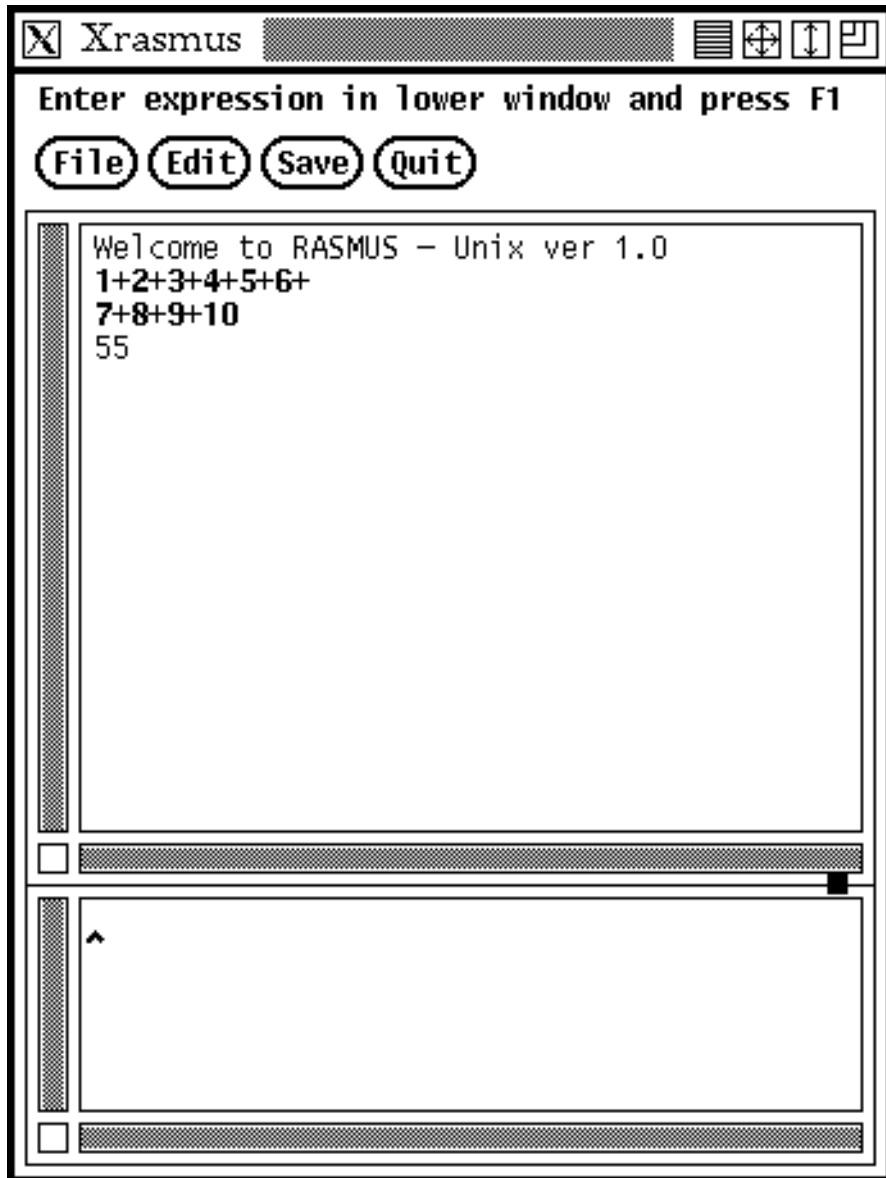 X Xrasmus
Enter expression in lower window and press F1
File Edit Save Quit
Welcome to RASMUS — Unix ver 1.0
1+2+3+4+5+6+
7+8+9+10
55
^